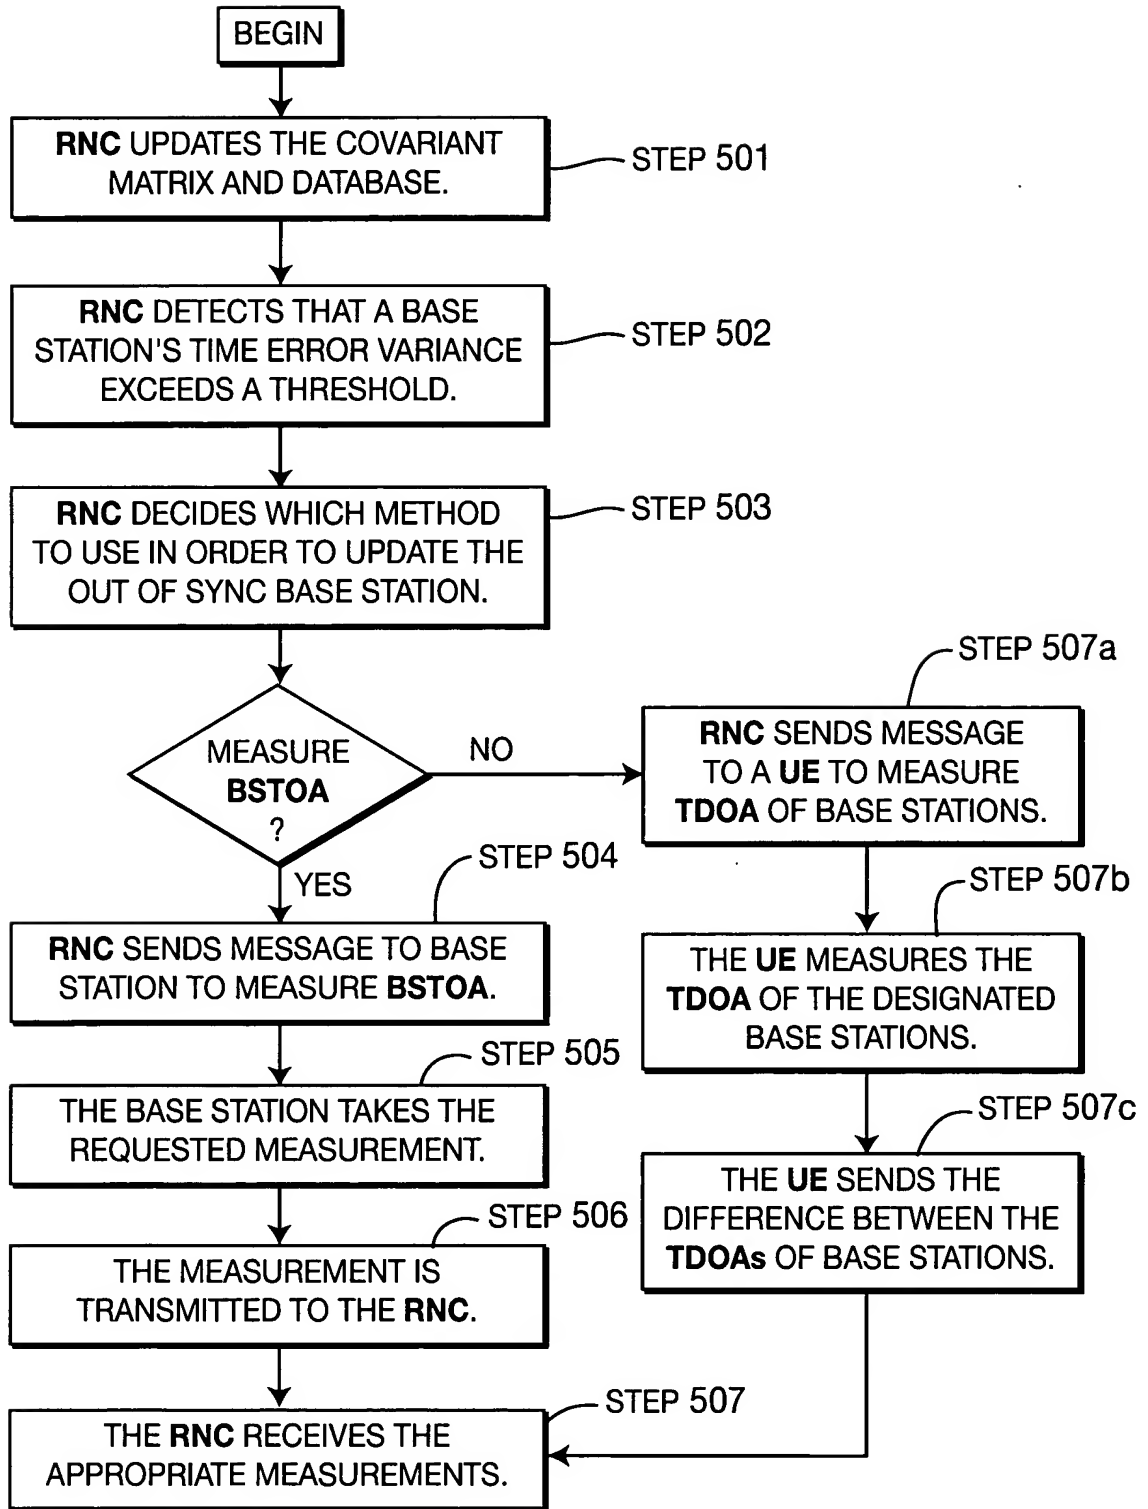 BEGIN
RNC UPDATES THE COVARIANT
MATRIX AND DATABASE.
STEP 501
RNC DETECTS THAT A BASE
STATION'S TIME ERROR VARIANCE
EXCEEDS A THRESHOLD.
STEP 502
RNC DECIDES WHICH METHOD
TO USE IN ORDER TO UPDATE THE
OUT OF SYNC BASE STATION.
STEP 503
MEASURE
BSTOA
?
NO
YES
STEP 507a
RNC SENDS MESSAGE
TO A UE TO MEASURE
TDOA OF BASE STATIONS.
STEP 504
RNC SENDS MESSAGE TO BASE
STATION TO MEASURE BSTOA.
STEP 507b
THE UE MEASURES THE
TDOA OF THE DESIGNATED
BASE STATIONS.
STEP 505
THE BASE STATION TAKES THE
REQUESTED MEASUREMENT.
STEP 507c
THE UE SENDS THE
DIFFERENCE BETWEEN THE
TDOAs OF BASE STATIONS.
STEP 506
THE MEASUREMENT IS
TRANSMITTED TO THE RNC.
STEP 507
THE RNC RECEIVES THE
APPROPRIATE MEASUREMENTS.